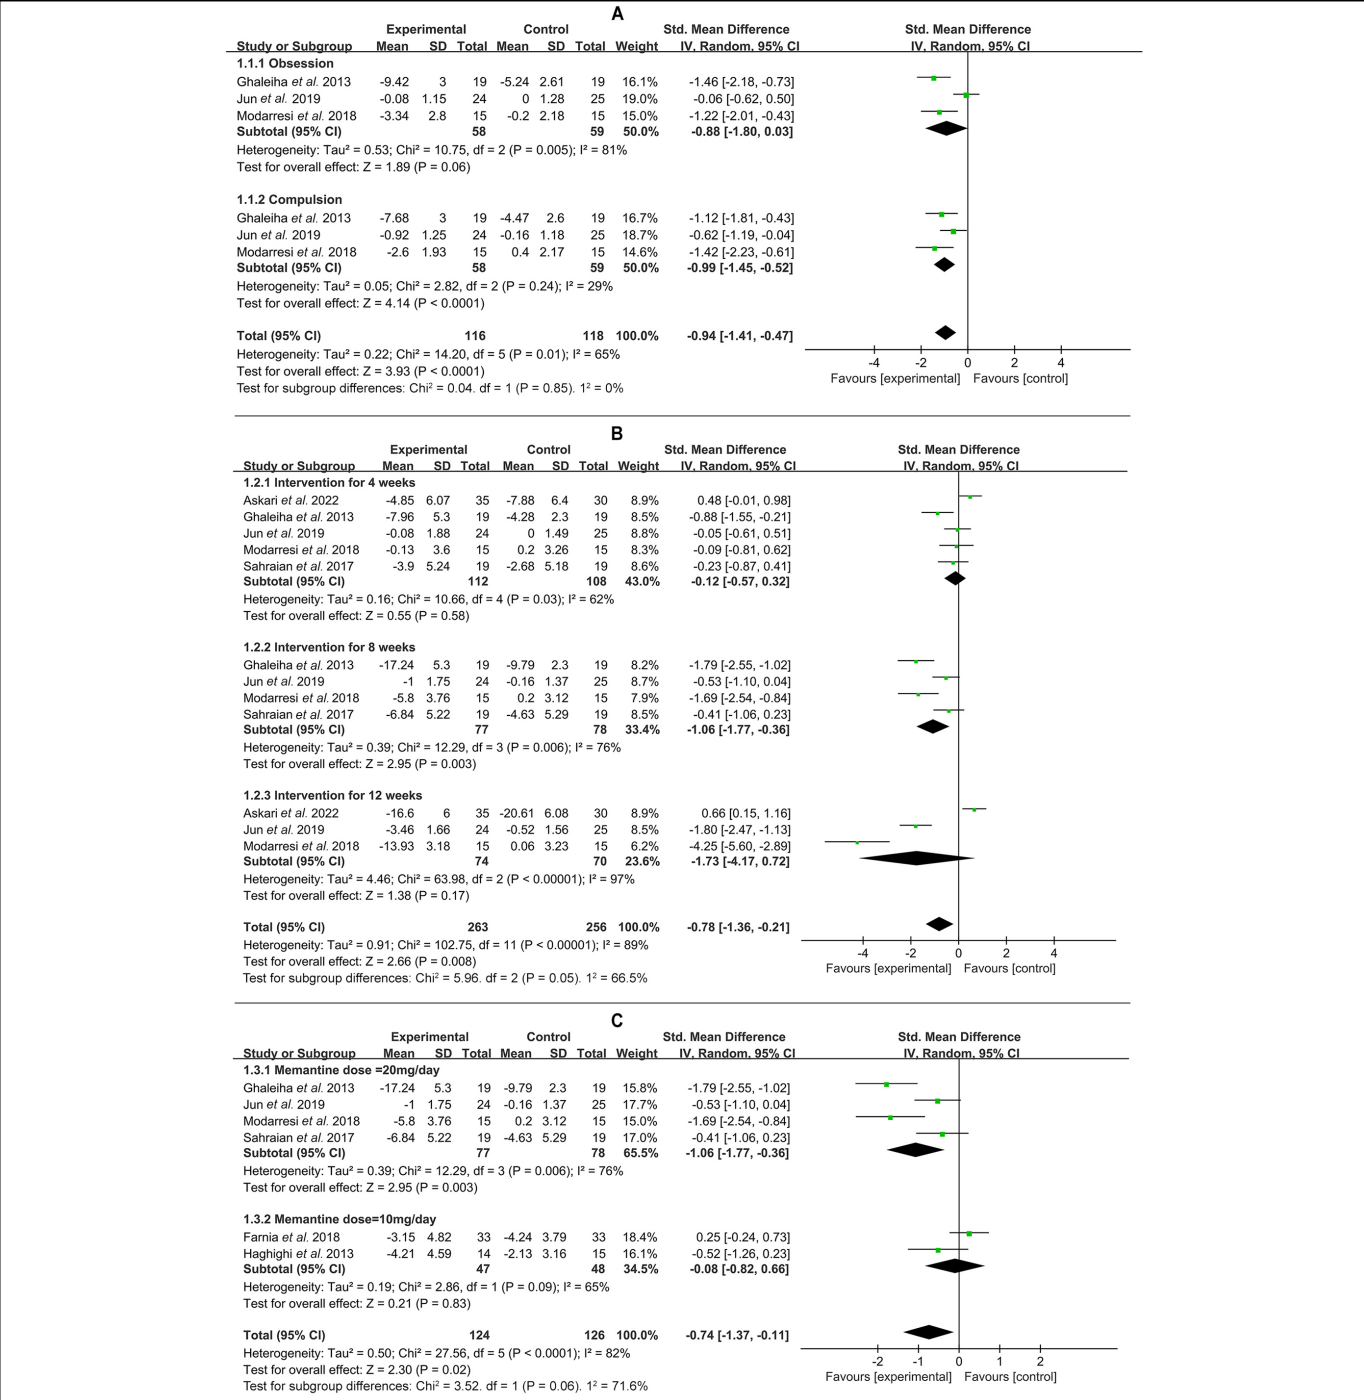 A
Experimental Control Std. Mean Difference Std. Mean Difference
Study or Subgroup Mean SD Total Mean SD Total Weight IV, Random, 95% CI IV, Random, 95% CI
1.1.1 Obsession
Ghaleiha et al. 2013 -9.42 3 19 -5.24 2.61 19 16.1% -1.46 [-2.18, -0.73]
Jun et al. 2019 -0.08 1.15 24 0 1.28 25 19.0% -0.06 [-0.62, 0.50]
Modarresi et al. 2018 -3.34 2.8 15 -0.2 2.18 15 15.0% -1.22 [-2.01, -0.43]
Subtotal (95% CI) 58 59 50.0% -0.88 [-1.80, 0.03]
Heterogeneity: Tau² = 0.53; Chi² = 10.75, df = 2 (P = 0.005); I² = 81%
Test for overall effect: Z = 1.89 (P = 0.06)
1.1.2 Compulsion
Ghaleiha et al. 2013 -7.68 3 19 -4.47 2.6 19 16.7% -1.12 [-1.81, -0.43]
Jun et al. 2019 -0.92 1.25 24 -0.16 1.18 25 18.7% -0.62 [-1.19, -0.04]
Modarresi et al. 2018 -2.6 1.93 15 0.4 2.17 15 14.6% -1.42 [-2.23, -0.61]
Subtotal (95% CI) 58 59 50.0% -0.99 [-1.45, -0.52]
Heterogeneity: Tau² = 0.05; Chi² = 2.82, df = 2 (P = 0.24); I² = 29%
Test for overall effect: Z = 4.14 (P < 0.0001)
Total (95% CI) 116 118 100.0% -0.94 [-1.41, -0.47]
Heterogeneity: Tau² = 0.22; Chi² = 14.20, df = 5 (P = 0.01); I² = 65%
Test for overall effect: Z = 3.93 (P < 0.0001)
Test for subgroup differences: Chi² = 0.04. df = 1 (P = 0.85). 1² = 0%
-4 -2 0 2 4
Favours [experimental] Favours [control]
B
Experimental Control Std. Mean Difference Std. Mean Difference
Study or Subgroup Mean SD Total Mean SD Total Weight IV, Random, 95% CI IV, Random, 95% CI
1.2.1 Intervention for 4 weeks
Askari et al. 2022 -4.85 6.07 35 -7.88 6.4 30 8.9% 0.48 [-0.01, 0.98]
Ghaleiha et al. 2013 -7.96 5.3 19 -4.28 2.3 19 8.5% -0.88 [-1.55, -0.21]
Jun et al. 2019 -0.08 1.88 24 0 1.49 25 8.8% -0.05 [-0.61, 0.51]
Modarresi et al. 2018 -0.13 3.6 15 0.2 3.26 15 8.3% -0.09 [-0.81, 0.62]
Sahraian et al. 2017 -3.9 5.24 19 -2.68 5.18 19 8.6% -0.23 [-0.87, 0.41]
Subtotal (95% CI) 112 108 43.0% -0.12 [-0.57, 0.32]
Heterogeneity: Tau² = 0.16; Chi² = 10.66, df = 4 (P = 0.03); I² = 62%
Test for overall effect: Z = 0.55 (P = 0.58)
1.2.2 Intervention for 8 weeks
Ghaleiha et al. 2013 -17.24 5.3 19 -9.79 2.3 19 8.2% -1.79 [-2.55, -1.02]
Jun et al. 2019 -1 1.75 24 -0.16 1.37 25 8.7% -0.53 [-1.10, 0.04]
Modarresi et al. 2018 -5.8 3.76 15 0.2 3.12 15 7.9% -1.69 [-2.54, -0.84]
Sahraian et al. 2017 -6.84 5.22 19 -4.63 5.29 19 8.5% -0.41 [-1.06, 0.23]
Subtotal (95% CI) 77 78 33.4% -1.06 [-1.77, -0.36]
Heterogeneity: Tau² = 0.39; Chi² = 12.29, df = 3 (P = 0.006); I² = 76%
Test for overall effect: Z = 2.95 (P = 0.003)
1.2.3 Intervention for 12 weeks
Askari et al. 2022 -16.6 6 35 -20.61 6.08 30 8.9% 0.66 [0.15, 1.16]
Jun et al. 2019 -3.46 1.66 24 -0.52 1.56 25 8.5% -1.80 [-2.47, -1.13]
Modarresi et al. 2018 -13.93 3.18 15 0.06 3.23 15 6.2% -4.25 [-5.60, -2.89]
Subtotal (95% CI) 74 70 23.6% -1.73 [-4.17, 0.72]
Heterogeneity: Tau² = 4.46; Chi² = 63.98, df = 2 (P < 0.00001); I² = 97%
Test for overall effect: Z = 1.38 (P = 0.17)
Total (95% CI) 263 256 100.0% -0.78 [-1.36, -0.21]
Heterogeneity: Tau² = 0.91; Chi² = 102.75, df = 11 (P < 0.00001); I² = 89%
Test for overall effect: Z = 2.66 (P = 0.008)
Test for subgroup differences: Chi² = 5.96. df = 2 (P = 0.05). 1² = 66.5%
-4 -2 0 2 4
Favours [experimental] Favours [control]
C
Experimental Control Std. Mean Difference Std. Mean Difference
Study or Subgroup Mean SD Total Mean SD Total Weight IV, Random, 95% CI IV, Random, 95% CI
1.3.1 Memantine dose =20mg/day
Ghaleiha et al. 2013 -17.24 5.3 19 -9.79 2.3 19 15.8% -1.79 [-2.55, -1.02]
Jun et al. 2019 -1 1.75 24 -0.16 1.37 25 17.7% -0.53 [-1.10, 0.04]
Modarresi et al. 2018 -5.8 3.76 15 0.2 3.12 15 15.0% -1.69 [-2.54, -0.84]
Sahraian et al. 2017 -6.84 5.22 19 -4.63 5.29 19 17.0% -0.41 [-1.06, 0.23]
Subtotal (95% CI) 77 78 65.5% -1.06 [-1.77, -0.36]
Heterogeneity: Tau² = 0.39; Chi² = 12.29, df = 3 (P = 0.006); I² = 76%
Test for overall effect: Z = 2.95 (P = 0.003)
1.3.2 Memantine dose=10mg/day
Farnia et al. 2018 -3.15 4.82 33 -4.24 3.79 33 18.4% 0.25 [-0.24, 0.73]
Haghighi et al. 2013 -4.21 4.59 14 -2.13 3.16 15 16.1% -0.52 [-1.26, 0.23]
Subtotal (95% CI) 47 48 34.5% -0.08 [-0.82, 0.66]
Heterogeneity: Tau² = 0.19; Chi² = 2.86, df = 1 (P = 0.09); I² = 65%
Test for overall effect: Z = 0.21 (P = 0.83)
Total (95% CI) 124 126 100.0% -0.74 [-1.37, -0.11]
Heterogeneity: Tau² = 0.50; Chi² = 27.56, df = 5 (P < 0.0001); I² = 82%
Test for overall effect: Z = 2.30 (P = 0.02)
Test for subgroup differences: Chi² = 3.52. df = 1 (P = 0.06). 1² = 71.6%
-2 -1 0 1 2
Favours [experimental] Favours [control]